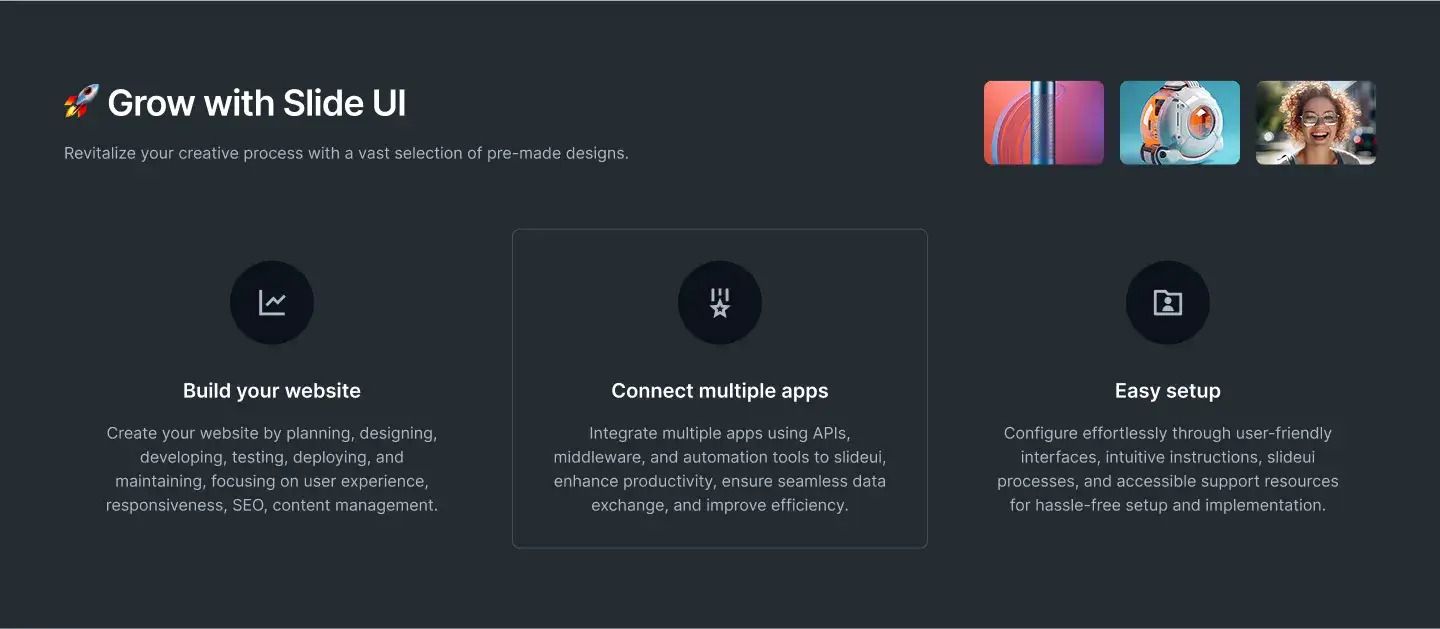 🚀 Grow with Slide UI
Revitalize your creative process with a vast selection of pre-made designs.
Build your website
Create your website by planning, designing,
developing, testing, deploying, and
maintaining, focusing on user experience,
responsiveness, SEO, content management.
Connect multiple apps
Integrate multiple apps using APIs,
middleware, and automation tools to slideui,
enhance productivity, ensure seamless data
exchange, and improve efficiency.
Easy setup
Configure effortlessly through user-friendly
interfaces, intuitive instructions, slideui
processes, and accessible support resources
for hassle-free setup and implementation.